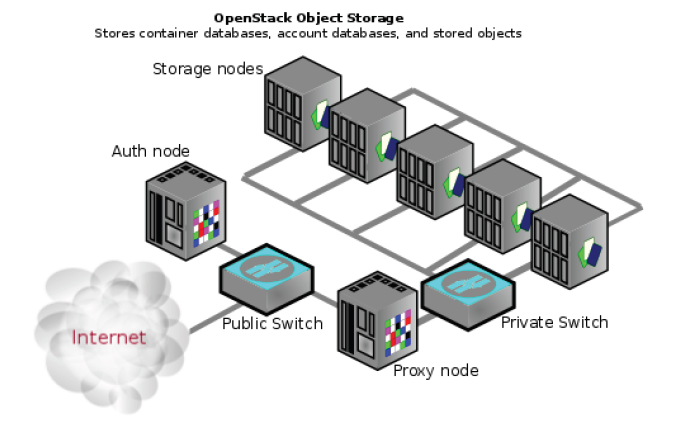 OpenStack Object Storage
Stores container databases, account databases, and stored objects
Storage nodes
Auth node
Public Switch
Private Switch
Internet
Proxy node